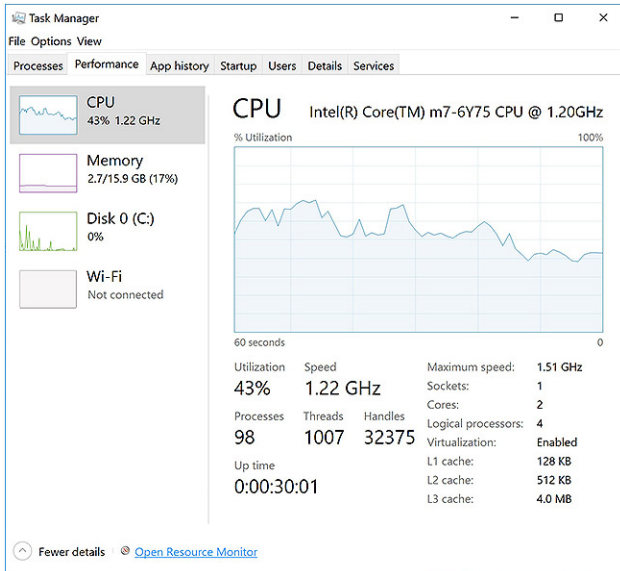 Task Manager
File Options View
Processes Performance App history Startup Users Details Services
CPU
43% 1.22 GHz
Memory
2.7/15.9 GB (17%)
Disk 0 (C:)
0%
Wi-Fi
Not connected
CPU Intel(R) Core(TM) m7-6Y75 CPU @ 1.20GHz
% Utilization 100%
60 seconds 0
Utilization Speed
43% 1.22 GHz
Processes Threads Handles
98 1007 32375
Up time
0:00:30:01
Maximum speed: 1.51 GHz
Sockets: 1
Cores: 2
Logical processors: 4
Virtualization: Enabled
L1 cache: 128 KB
L2 cache: 512 KB
L3 cache: 4.0 MB
Fewer details Open Resource Monitor